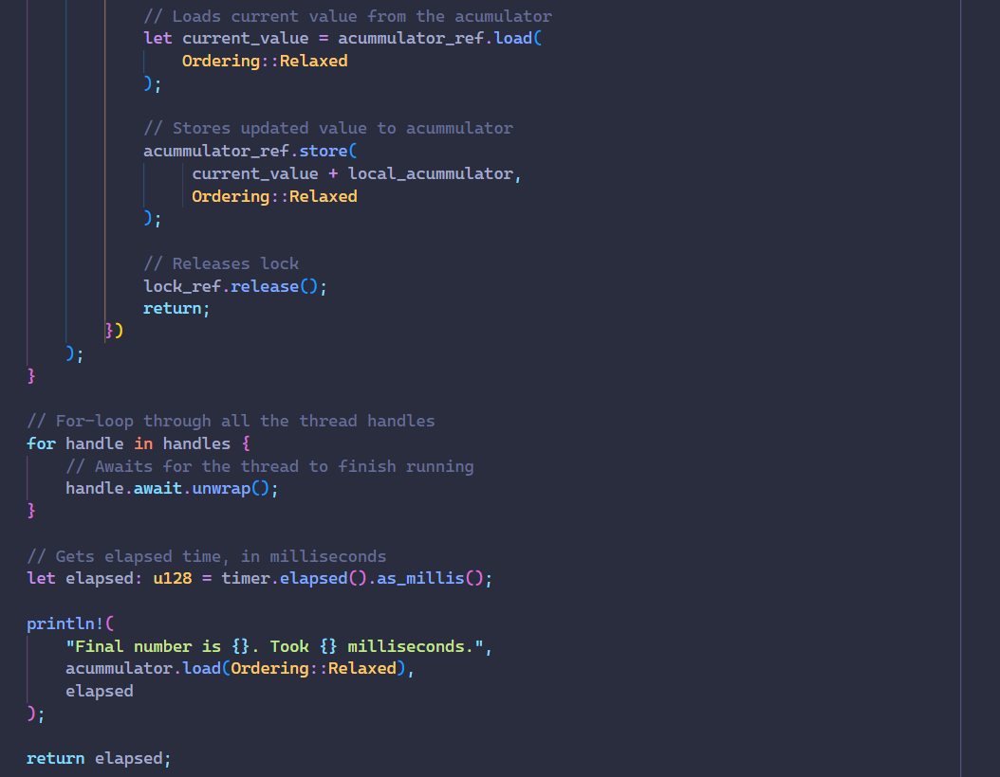 // Loads current value from the acumulator
let current_value = acummulator_ref.load(
Ordering::Relaxed
);
// Stores updated value to acummulator
acummulator_ref.store(
current_value + local_acummulator,
Ordering::Relaxed
);
// Releases lock
lock_ref.release();
return;
})
);
}
// For-loop through all the thread handles
for handle in handles {
// Awaits for the thread to finish running
handle.await.unwrap();
}
// Gets elapsed time, in milliseconds
let elapsed: u128 = timer.elapsed().as_millis();
println!(
"Final number is {}. Took {} milliseconds.",
acummulator.load(Ordering::Relaxed),
elapsed
);
return elapsed;